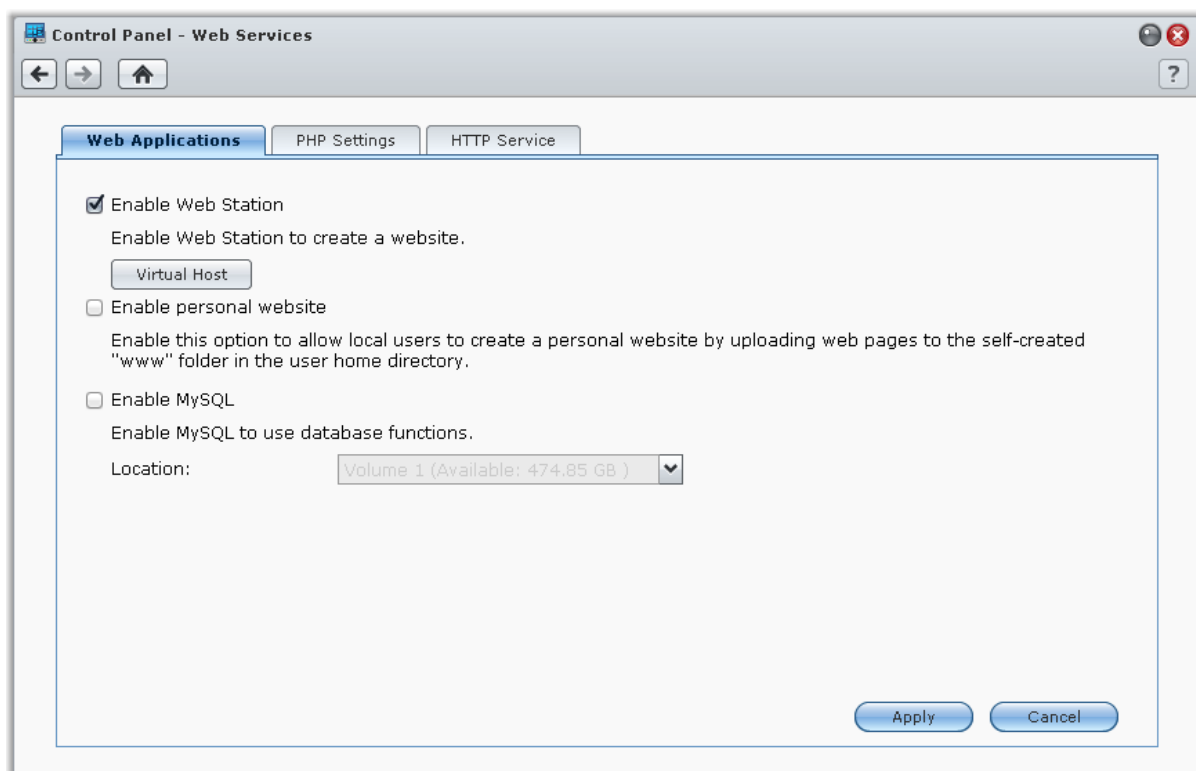 Control Panel - Web Services
?
Web Applications
PHP Settings
HTTP Service
Enable Web Station
Enable Web Station to create a website.
Virtual Host
Enable personal website
Enable this option to allow local users to create a personal website by uploading web pages to the self-created
"www" folder in the user home directory.
Enable MySQL
Enable MySQL to use database functions.
Location:
Volume 1 (Available: 474.85 GB )
Apply
Cancel